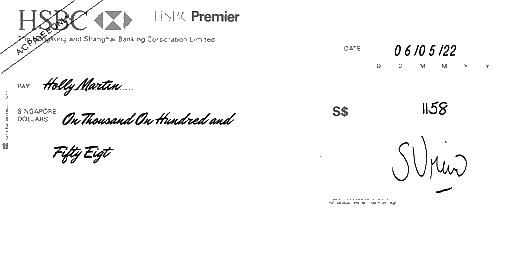 HSBC HSBC Premier
The Hongkong and Shanghai Banking Corporation Limited
A/C PAYEE ONLY
DATE 06/05/22
D D M M Y Y
PAY Holly Martin
SINGAPORE
DOLLARS On Thousand On Hundred and
S$ 1158
Fifty Eigt